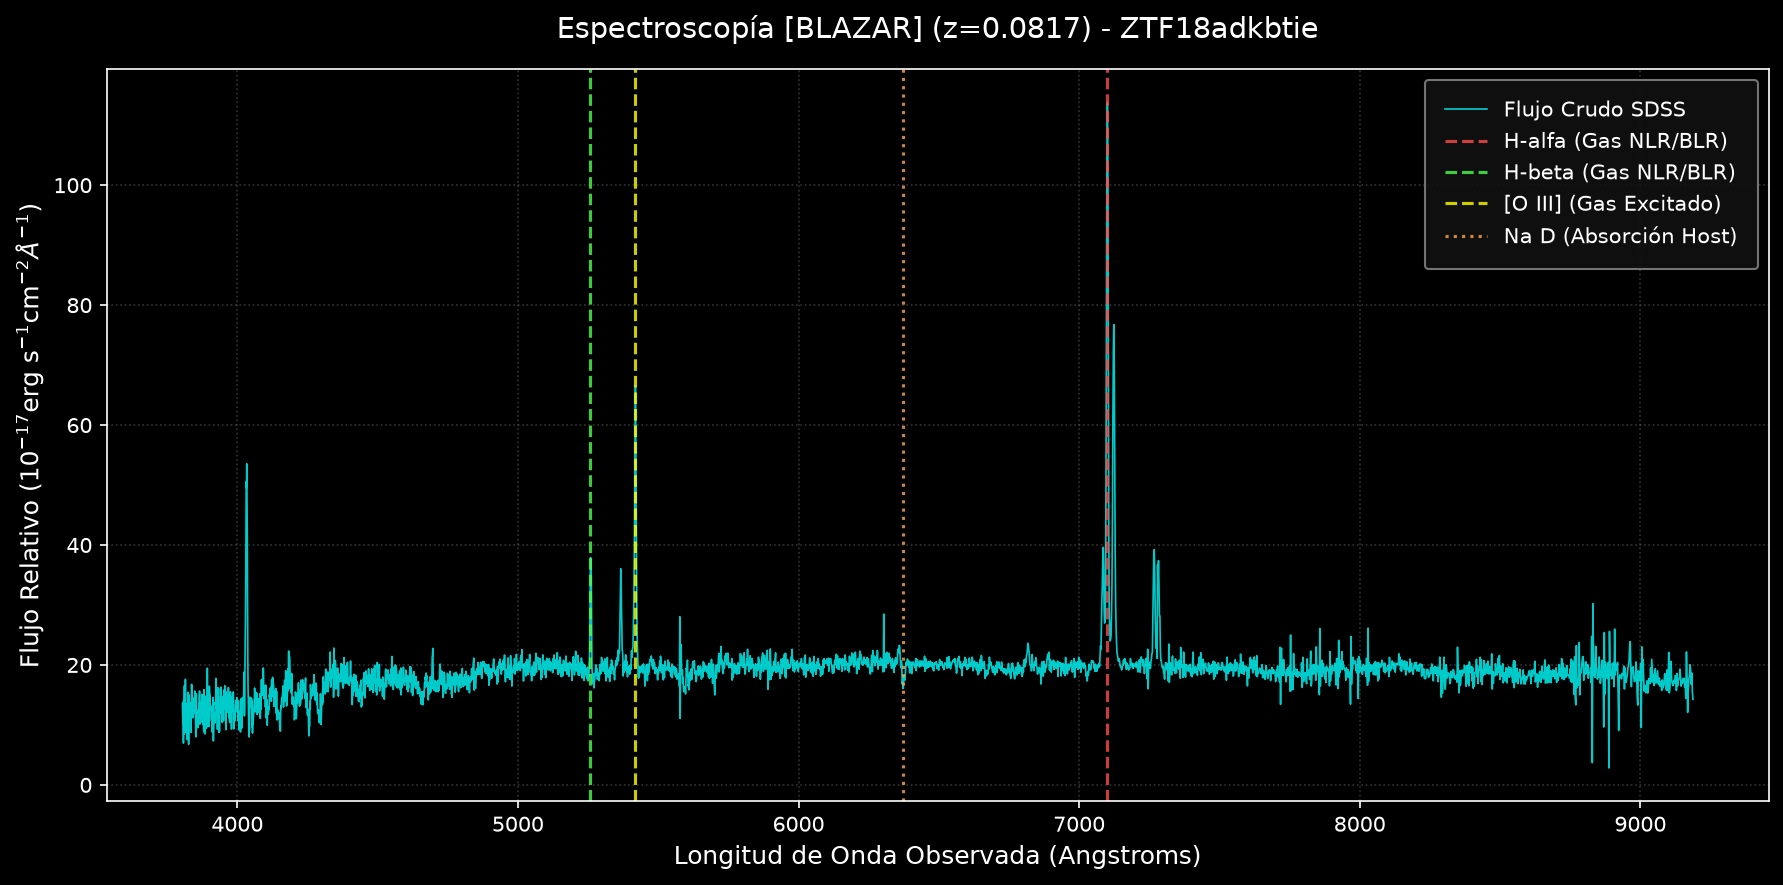 Espectroscopía [BLAZAR] (z=0.0817) - ZTF18adkbtie
Flujo Crudo SDSS
H-alfa (Gas NLR/BLR)
H-beta (Gas NLR/BLR)
[O III] (Gas Excitado)
Na D (Absorción Host)
Flujo Relativo (10⁻¹⁷erg s⁻¹cm⁻²Å⁻¹)
100
80
60
40
20
0
4000 5000 6000 7000 8000 9000
Longitud de Onda Observada (Angstroms)